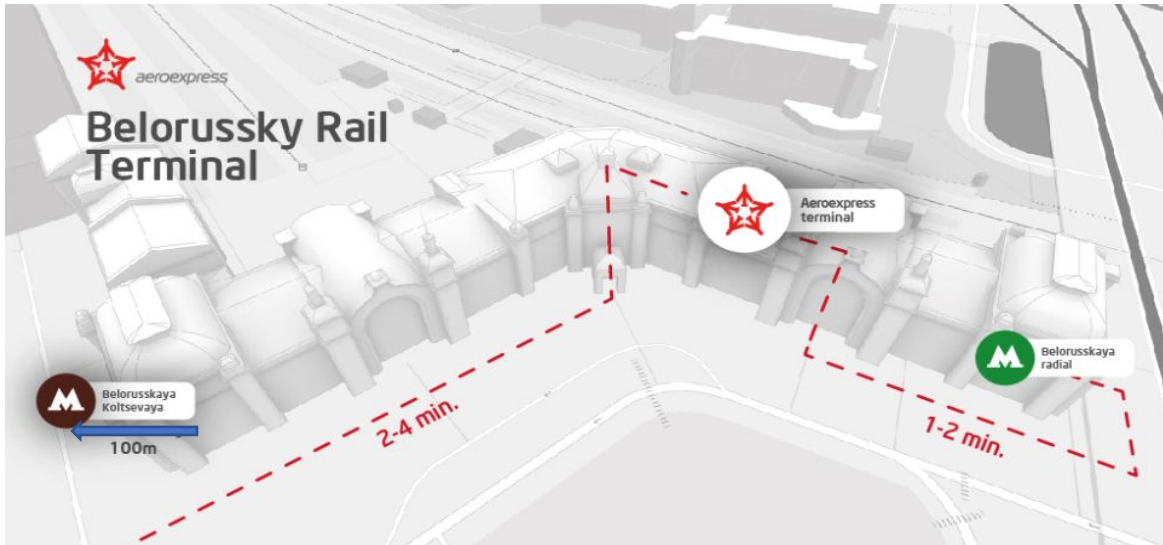 aeroexpress
Belorussky Rail
Terminal
Aeroexpress
terminal
M
Belorusskaya
radial
M
Belorusskaya
Koltsevaya
100m
2-4 min.
1-2 min.